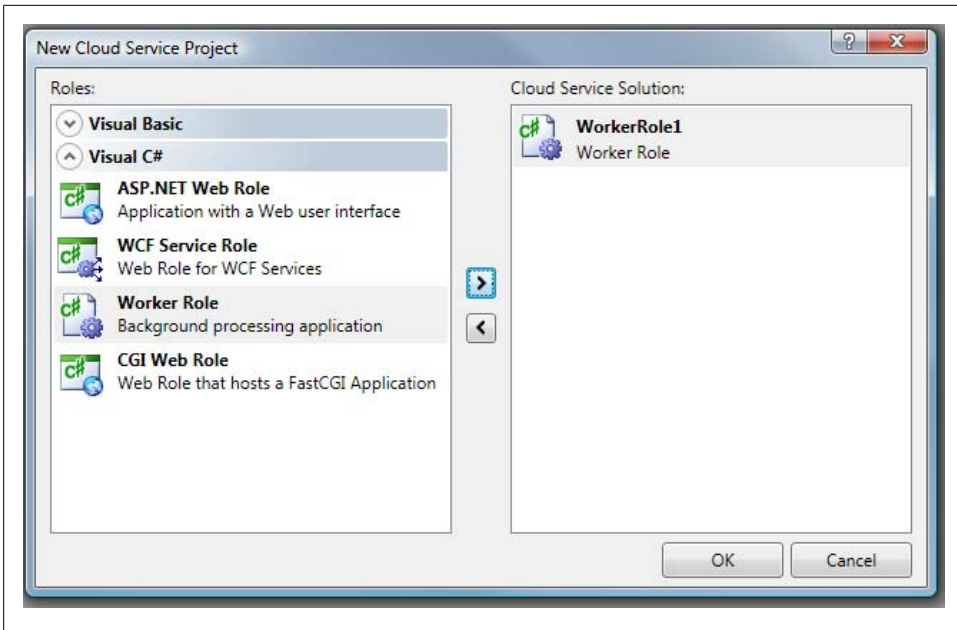 New Cloud Service Project
Roles:
Visual Basic
Visual C#
ASP.NET Web Role
Application with a Web user interface
WCF Service Role
Web Role for WCF Services
Worker Role
Background processing application
CGI Web Role
Web Role that hosts a FastCGI Application
Cloud Service Solution:
WorkerRole1
Worker Role
OK
Cancel